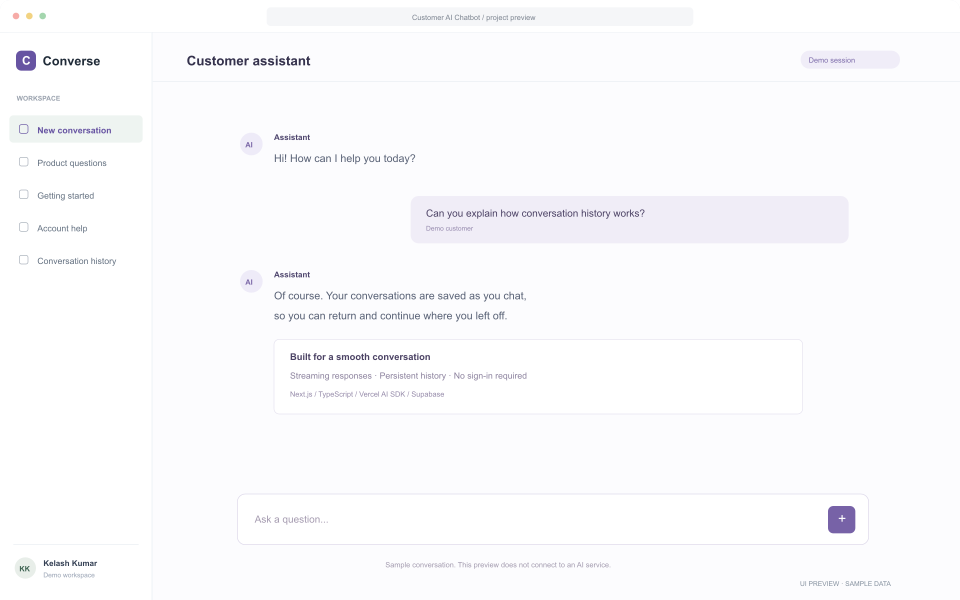 Customer AI Chatbot / project preview
C Converse
WORKSPACE
New conversation
Product questions
Getting started
Account help
Conversation history
KK
Kelash Kumar
Demo workspace
Customer assistant
Demo session
AI
Assistant
Hi! How can I help you today?
Can you explain how conversation history works?
Demo customer
AI
Assistant
Of course. Your conversations are saved as you chat,
so you can return and continue where you left off.
Built for a smooth conversation
Streaming responses · Persistent history · No sign-in required
Next.js / TypeScript / Vercel AI SDK / Supabase
Ask a question...
+
Sample conversation. This preview does not connect to an AI service.
UI PREVIEW · SAMPLE DATA